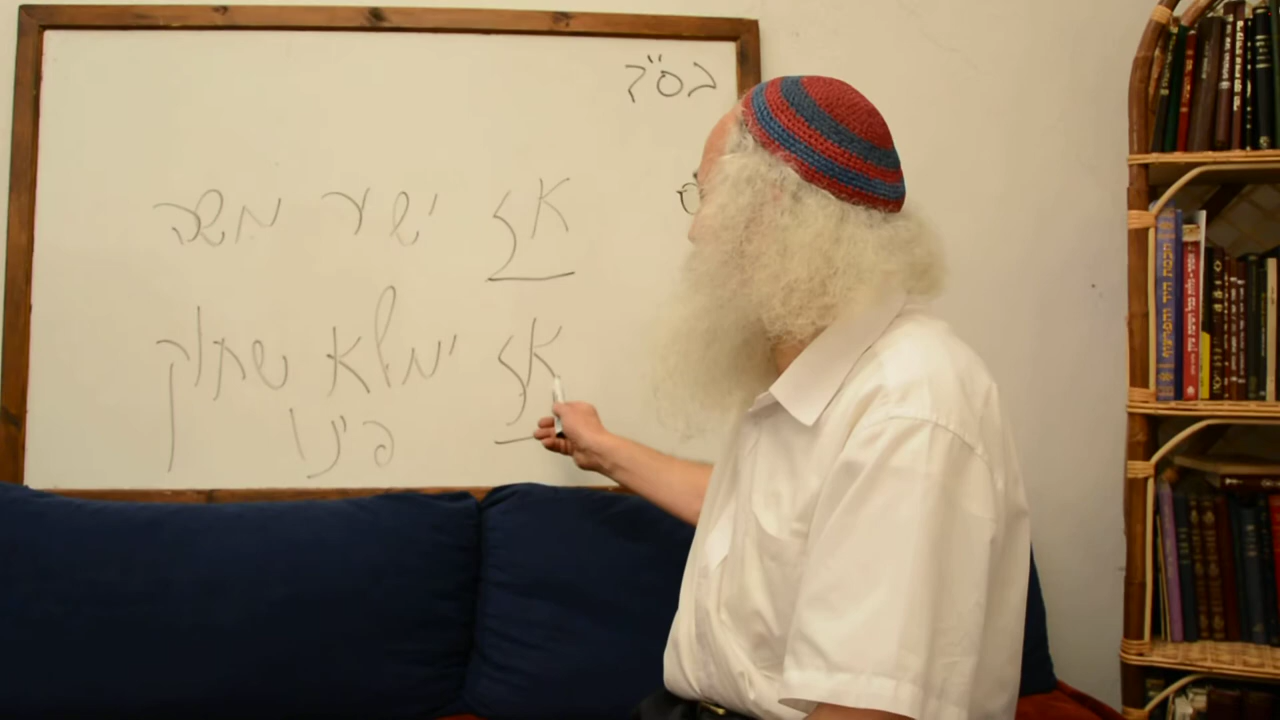 בס"ד
אז ישיר משה
אז ימלא שחוק
פינו